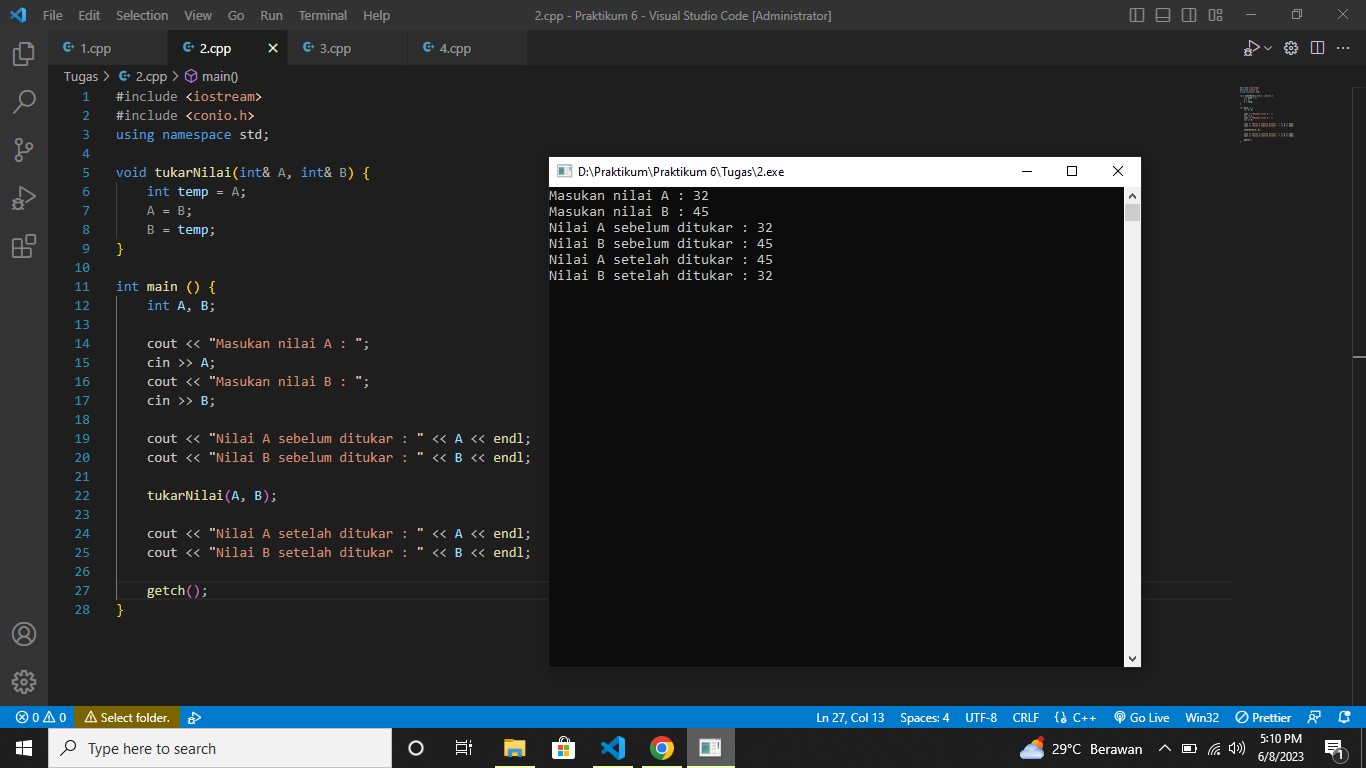 File Edit Selection View Go Run Terminal Help 2.cpp - Praktikum 6 - Visual Studio Code [Administrator]
1.cpp 2.cpp 3.cpp 4.cpp
Tugas > 2.cpp > main()
1 #include <iostream>
2 #include <conio.h>
3 using namespace std;
4
5 void tukarNilai(int& A, int& B) {
6 int temp = A;
7 A = B;
8 B = temp;
9 }
10
11 int main () {
12 int A, B;
13
14 cout << "Masukan nilai A : ";
15 cin >> A;
16 cout << "Masukan nilai B : ";
17 cin >> B;
18
19 cout << "Nilai A sebelum ditukar : " << A << endl;
20 cout << "Nilai B sebelum ditukar : " << B << endl;
21
22 tukarNilai(A, B);
23
24 cout << "Nilai A setelah ditukar : " << A << endl;
25 cout << "Nilai B setelah ditukar : " << B << endl;
26
27 getch();
28 }
D:\Praktikum\Praktikum 6\Tugas\2.exe
Masukan nilai A : 32
Masukan nilai B : 45
Nilai A sebelum ditukar : 32
Nilai B sebelum ditukar : 45
Nilai A setelah ditukar : 45
Nilai B setelah ditukar : 32
0 0 Select folder. Ln 27, Col 13 Spaces: 4 UTF-8 CRLF C++ Go Live Win32 Prettier
Type here to search 29°C Berawan 5:10 PM
6/8/2023 1